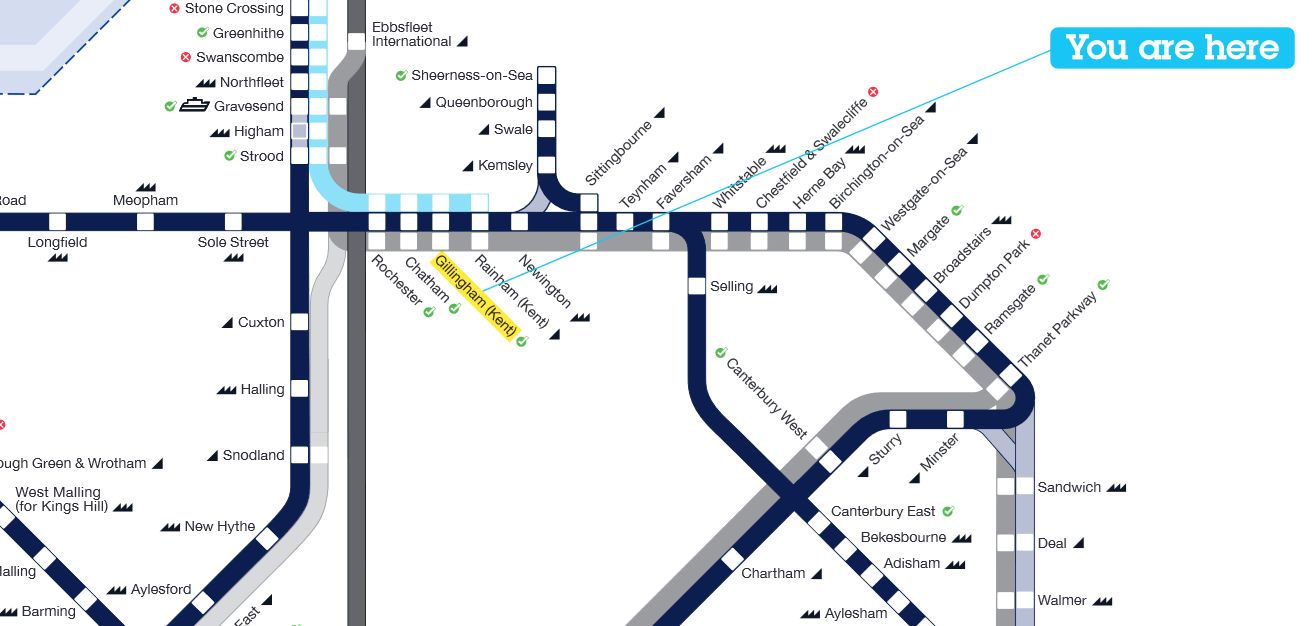 Stone Crossing
Greenhithe
Swanscombe
Northfleet
Gravesend
Higham
Strood
Ebbsfleet
International
Sheerness-on-Sea
Queenborough
Swale
Kemsley
You are here
Sittingbourne
Teynham
Faversham
Whitstable
Chestfield & Swalecliffe
Herne Bay
Birchington-on-Sea
Westgate-on-Sea
Margate
Broadstairs
Dumpton Park
Ramsgate
Thanet Parkway
Road
Meopham
Longfield
Sole Street
Rochester
Chatham
Gillingham (Kent)
Rainham (Kent)
Newington
Selling
Cuxton
Halling
Snodland
New Hythe
Aylesford
ough Green & Wrotham
West Malling
(for Kings Hill)
Malling
Barming
East
Canterbury West
Sturry
Minster
Canterbury East
Bekesbourne
Adisham
Aylesham
Chartham
Sandwich
Deal
Walmer